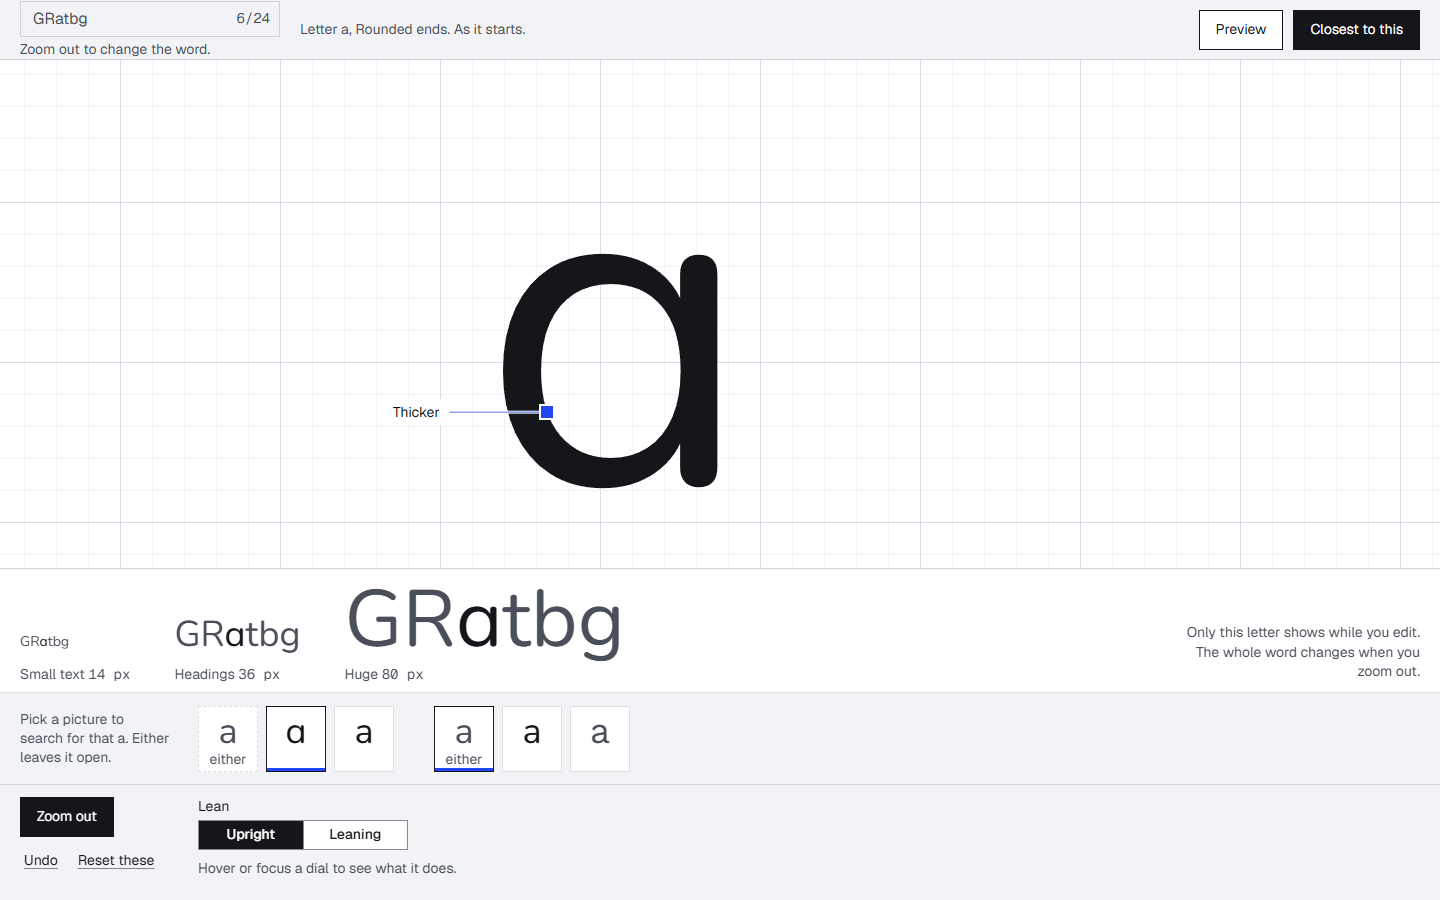 GRatbg 6/24
Zoom out to change the word.
Letter a, Rounded ends. As it starts.
Preview
Closest to this
a
Thicker
GRatbg
Small text 14 px
GRatbg
Headings 36 px
GRatbg
Huge 80 px
Only this letter shows while you edit.
The whole word changes when you
zoom out.
Pick a picture to
search for that a. Either
leaves it open.
a
either
a
a
a
either
a
a
Zoom out
Undo
Reset these
Lean
Upright
Leaning
Hover or focus a dial to see what it does.